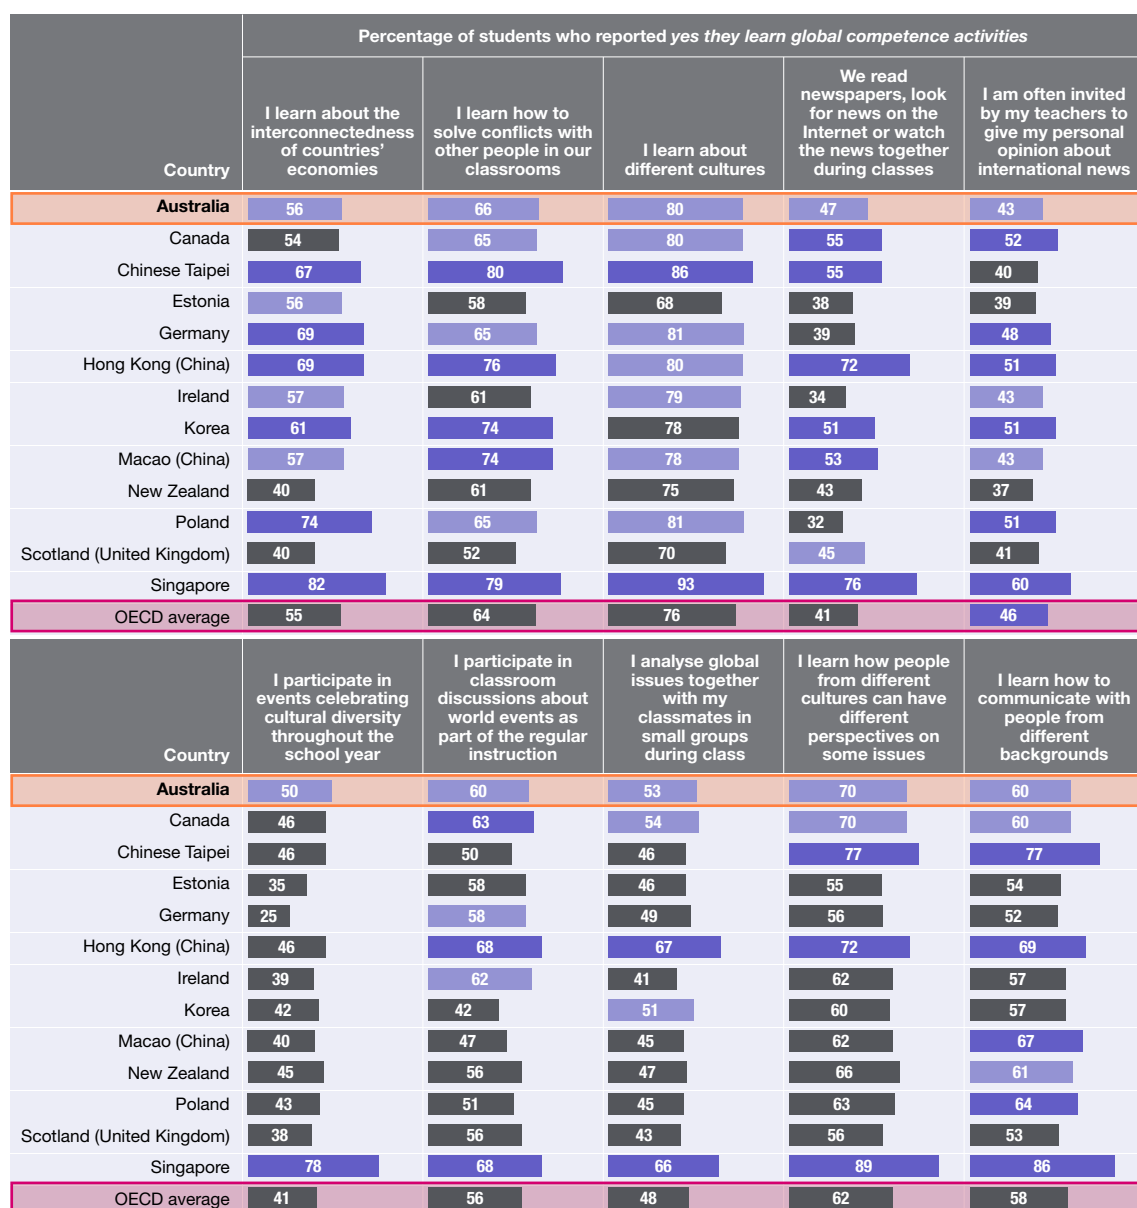 Percentage of students who reported yes they learn global competence activities
Country
I learn about the
interconnectedness
of countries'
economies
I learn how to
solve conflicts with
other people in our
classrooms
I learn about
different cultures
We read
newspapers, look
for news on the
Internet or watch
the news together
during classes
I am often invited
by my teachers to
give my personal
opinion about
international news
Australia 56 66 80 47 43
Canada 54 65 80 55 52
Chinese Taipei 67 80 86 55 40
Estonia 56 58 68 38 39
Germany 69 65 81 39 48
Hong Kong (China) 69 76 80 72 51
Ireland 57 61 79 34 43
Korea 61 74 78 51 51
Macao (China) 57 74 78 53 43
New Zealand 40 61 75 43 37
Poland 74 65 81 32 51
Scotland (United Kingdom) 40 52 70 45 41
Singapore 82 79 93 76 60
OECD average 55 64 76 41 46
Country
I participate in
events celebrating
cultural diversity
throughout the
school year
I participate in
classroom
discussions about
world events as
part of the regular
instruction
I analyse global
issues together
with my
classmates in
small groups
during class
I learn how people
from different
cultures can have
different
perspectives on
some issues
I learn how to
communicate with
people from
different
backgrounds
Australia 50 60 53 70 60
Canada 46 63 54 70 60
Chinese Taipei 46 50 46 77 77
Estonia 35 58 46 55 54
Germany 25 58 49 56 52
Hong Kong (China) 46 68 67 72 69
Ireland 39 62 41 62 57
Korea 42 42 51 60 57
Macao (China) 40 47 45 62 67
New Zealand 45 56 47 66 61
Poland 43 51 45 63 64
Scotland (United Kingdom) 38 56 43 56 53
Singapore 78 68 66 89 86
OECD average 41 56 48 62 58